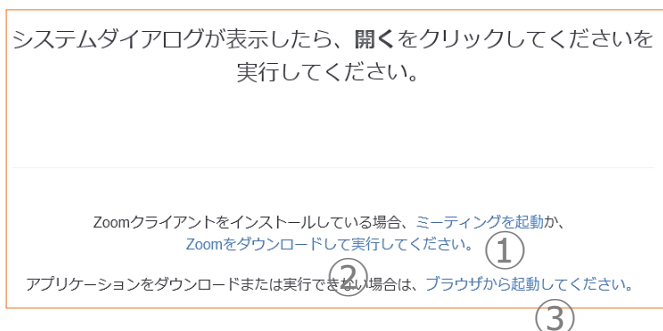 システムダイアログが表示したら、開くをクリックしてくださいを
実行してください。
Zoomクライアントをインストールしている場合、ミーティングを起動か、
Zoomをダウンロードして実行してください。
①
アプリケーションをダウンロードまたは実行できない場合は、ブラウザから起動してください。
②
③